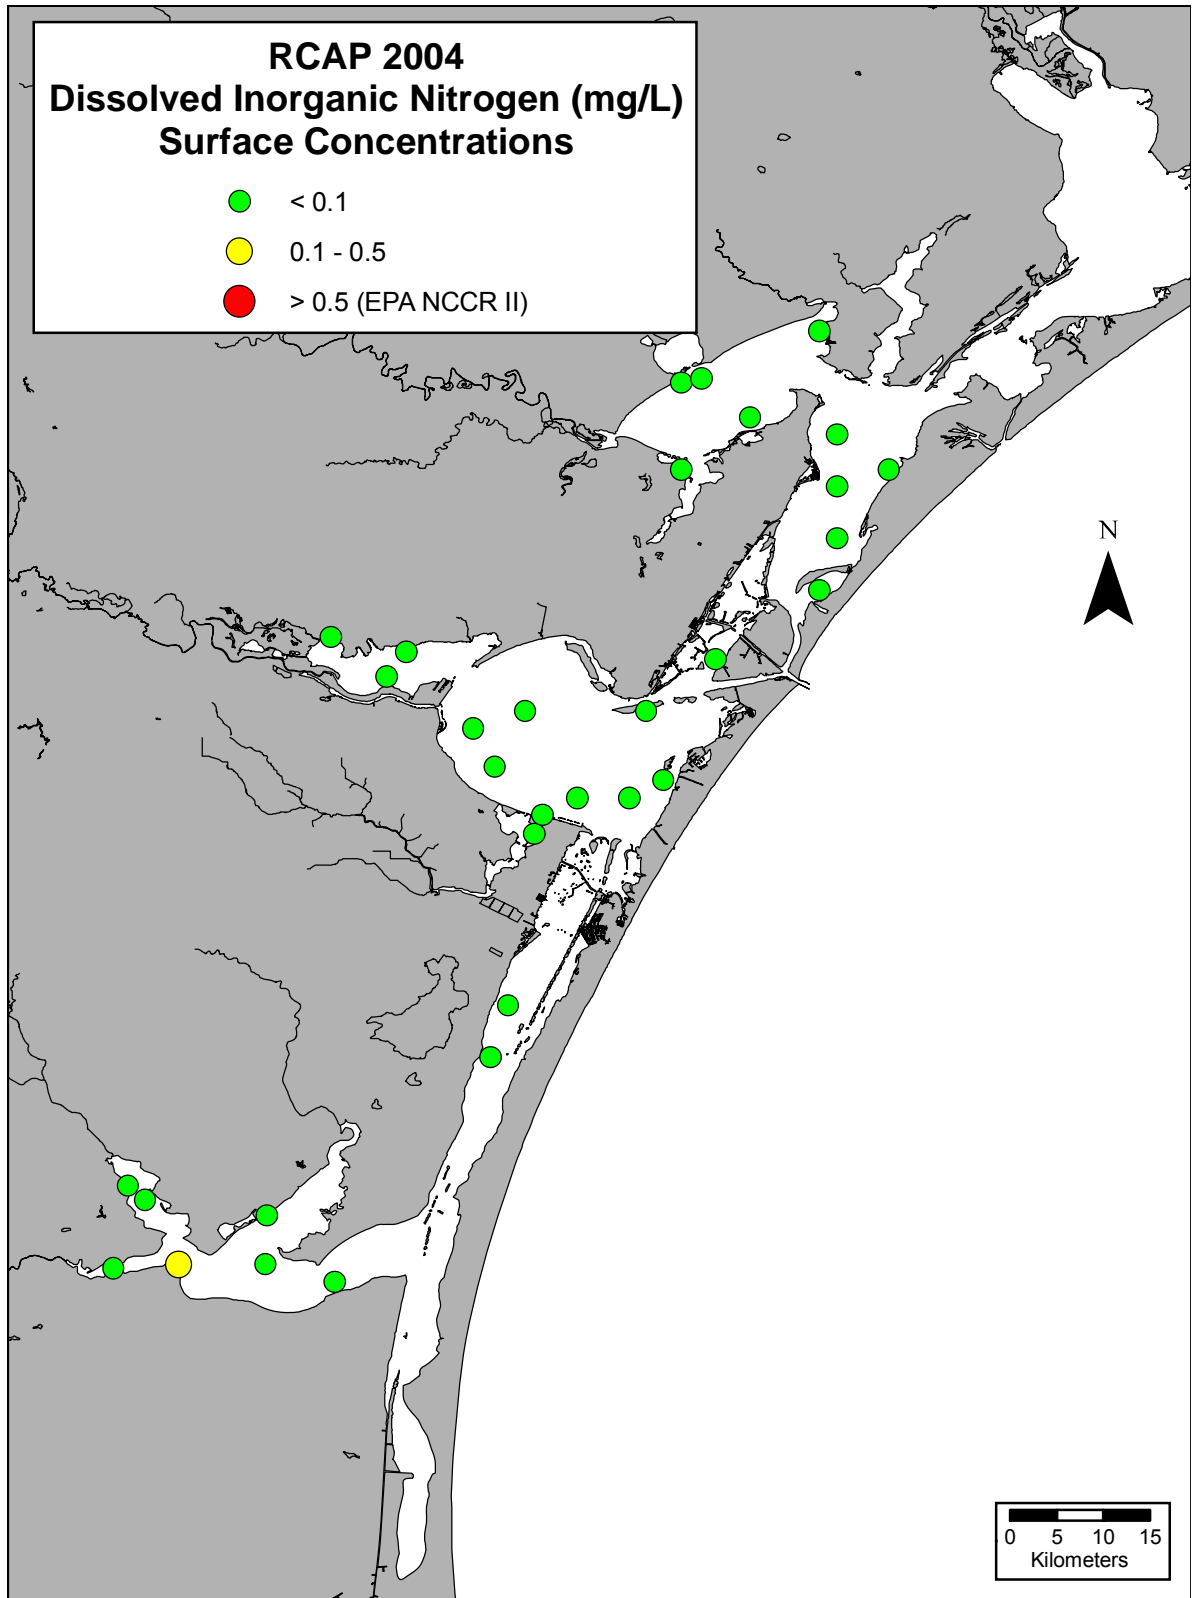 RCAP 2004
Dissolved Inorganic Nitrogen (mg/L)
Surface Concentrations
< 0.1
0.1 - 0.5
> 0.5 (EPA NCCR II)
N
0 5 10 15
Kilometers